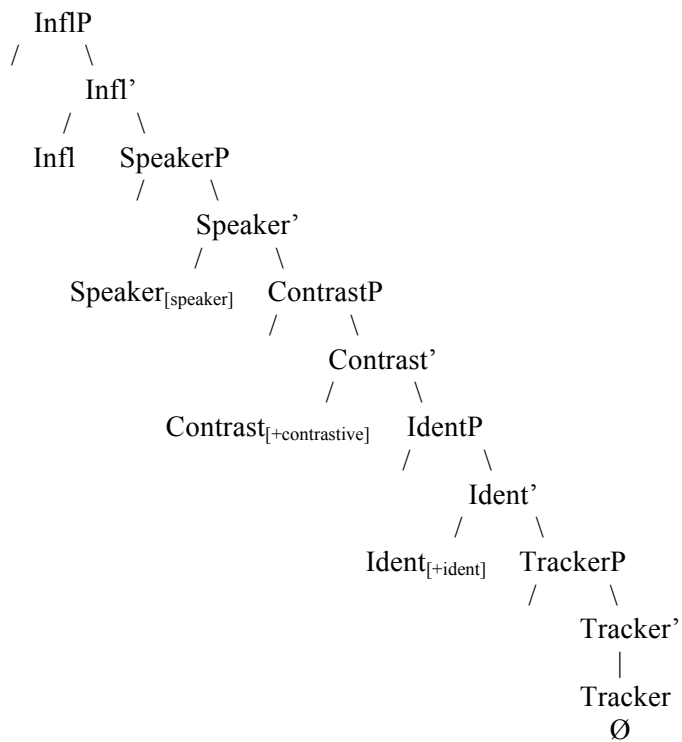 InflP
Infl’
Infl SpeakerP
Speaker’
Speaker[speaker] ContrastP
Contrast’
Contrast[+contrastive] IdentP
Ident’
Ident[+ident] TrackerP
Tracker’
Tracker
Ø